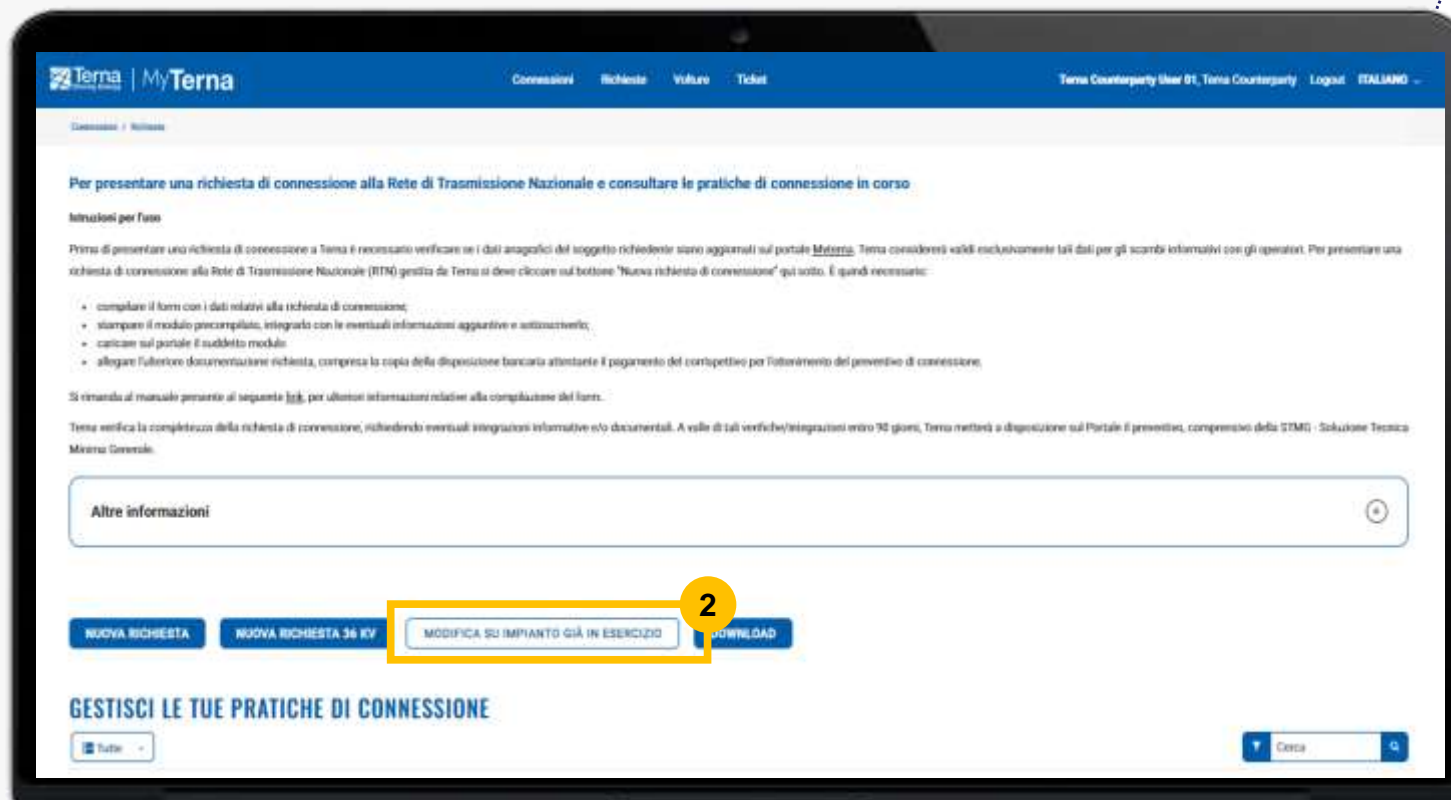 Terna | MyTerna
Connessioni Richieste Volture Ticket
Terna Counterparty User 01, Terna Counterparty Logout ITALIANO
Connessioni / Richieste
Per presentare una richiesta di connessione alla Rete di Trasmissione Nazionale e consultare le pratiche di connessione in corso
Istruzioni per l'uso
Prima di presentare una richiesta di connessione a Terna è necessario verificare se i dati anagrafici del soggetto richiedente siano aggiornati sul portale Myterna. Terna considererà validi esclusivamente tali dati per gli scambi informativi con gli operatori. Per presentare una
richiesta di connessione alla Rete di Trasmissione Nazionale (RTN) gestita da Terna si deve cliccare sul bottone "Nuova richiesta di connessione" qui sotto. È quindi necessario:
• compilare il form con i dati relativi alla richiesta di connessione;
• stampare il modulo precompilato, integrarlo con le eventuali informazioni aggiuntive e sottoscriverlo;
• caricare sul portale il suddetto modulo
• allegare l'ulteriore documentazione richiesta, compresa la copia della disposizione bancaria attestante il pagamento del corrispettivo per l'ottenimento del preventivo di connessione.
Si rimanda al manuale presente al seguente link, per ulteriori informazioni relative alla compilazione del form.
Terna verifica la completezza della richiesta di connessione, richiedendo eventuali integrazioni informative e/o documentali. A valle di tali verifiche/integrazioni entro 90 giorni, Terna metterà a disposizione sul Portale il preventivo, comprensivo della STMG - Soluzione Tecnica
Minima Generale.
Altre informazioni
2
NUOVA RICHIESTA NUOVA RICHIESTA 36 KV MODIFICA SU IMPIANTO GIÀ IN ESERCIZIO DOWNLOAD
GESTISCI LE TUE PRATICHE DI CONNESSIONE
Tutte Cerca